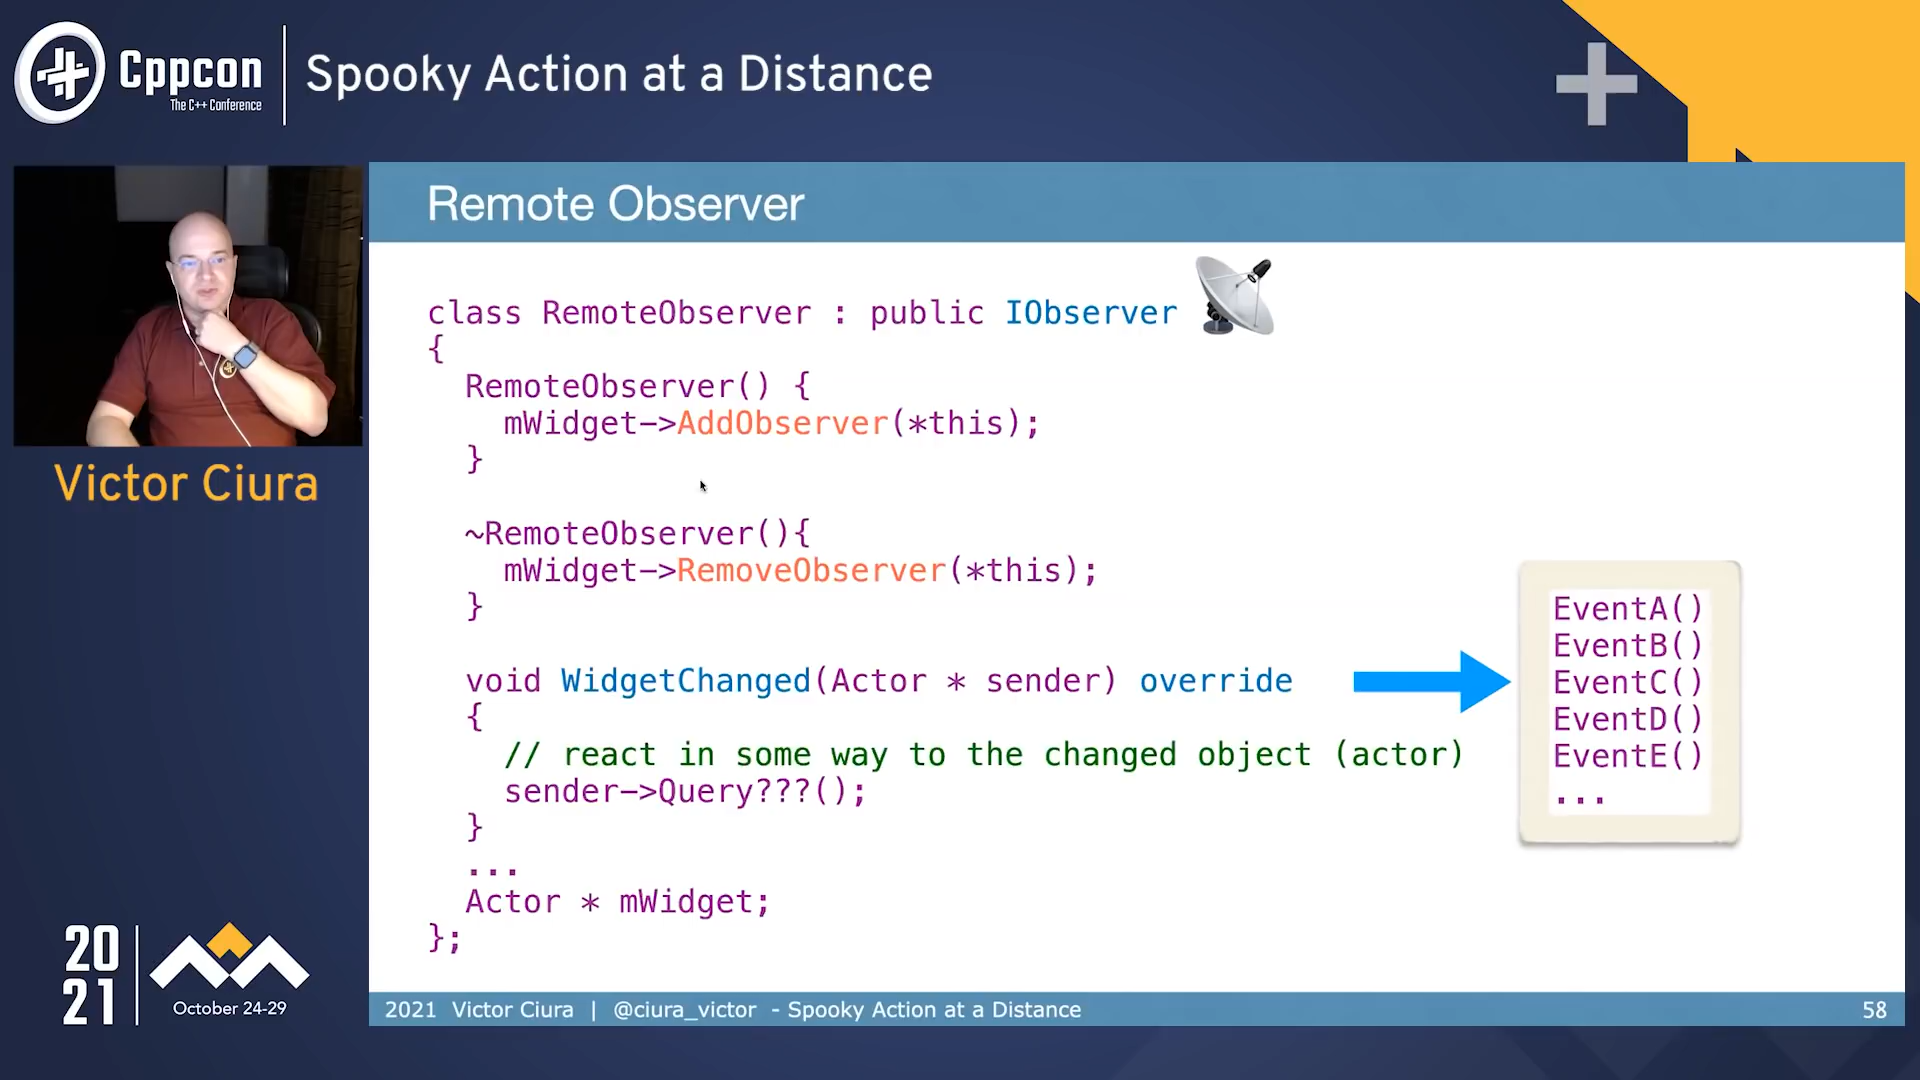 Cppcon
The C++ Conference
Spooky Action at a Distance
Victor Ciura
20
21
October 24-29
Remote Observer
class RemoteObserver : public IObserver
{
RemoteObserver() {
mWidget->AddObserver(*this);
}
~RemoteObserver(){
mWidget->RemoveObserver(*this);
}
void WidgetChanged(Actor * sender) override
{
// react in some way to the changed object (actor)
sender->Query???();
}
...
Actor * mWidget;
};
EventA()
EventB()
EventC()
EventD()
EventE()
...
2021 Victor Ciura | @ciura_victor - Spooky Action at a Distance
58